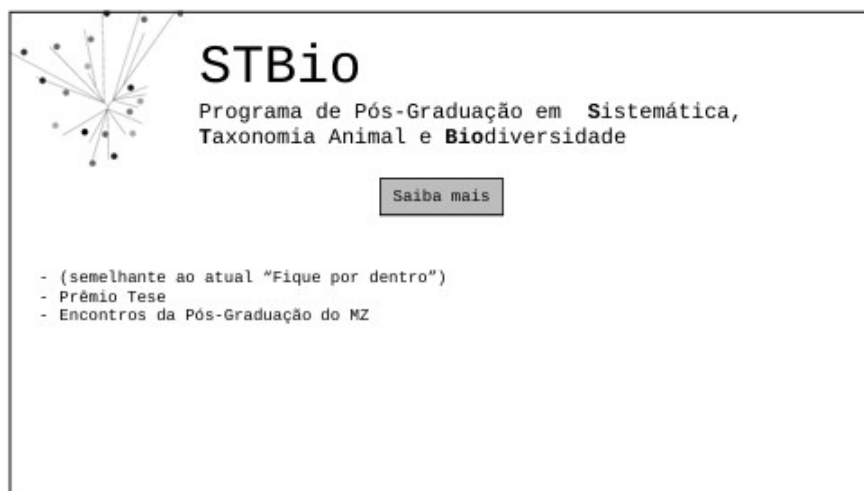 STBio
Programa de Pós-Graduação em Sistemática,
Taxonomia Animal e Biodiversidade
Saiba mais
- (semelhante ao atual “Fique por dentro”)
- Prêmio Tese
- Encontros da Pós-Graduação do MZ